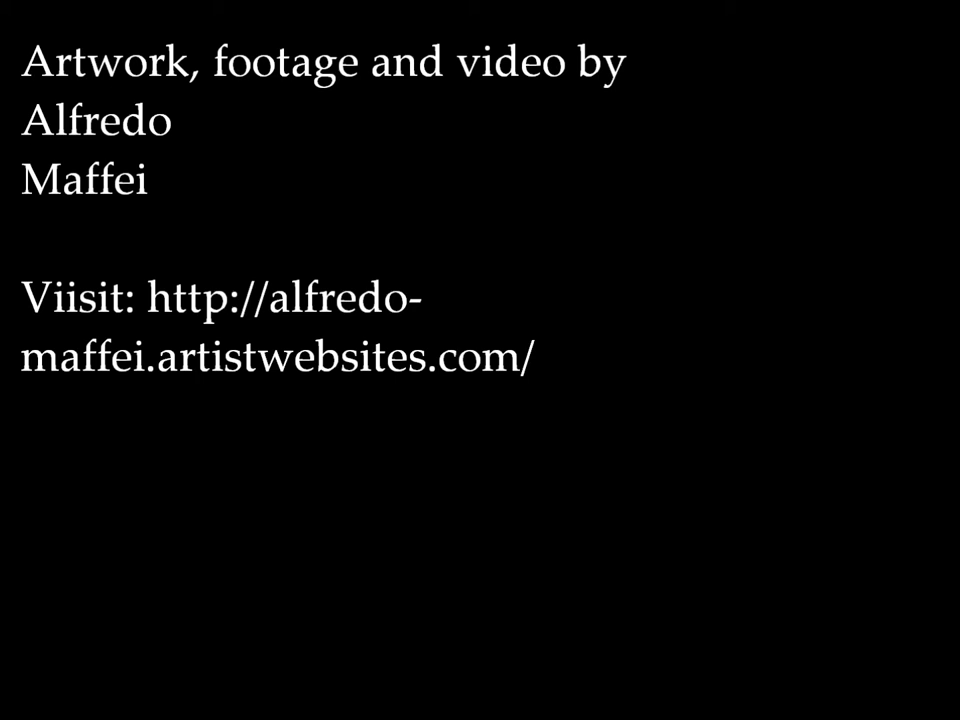 Artwork, footage and video by
Alfredo
Maffei
Viisit: http://alfredo-
maffei.artistwebsites.com/